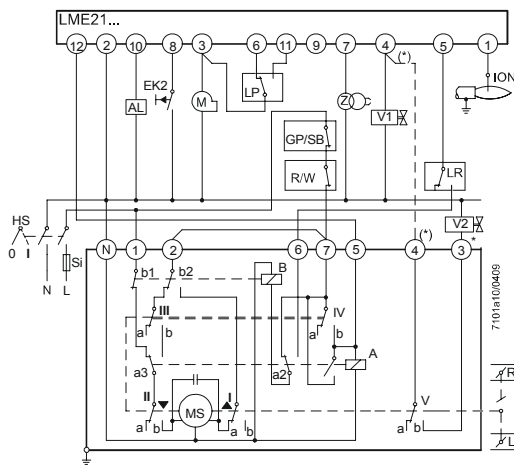 LME21...
12 2 10 8 3 6 11 9 7 4 (*) 5 1
EK2
ION
AL M LP Z V1
GP/SB
R/W
LR
HS
V2
0 I Si
N L
N 1 2 6 7 5 4 (*) 3 *
b1 b2 B
III IV
a b a b
A
a3 a2
II I V
MS
a b a b a b
R
L
7101a10/0409